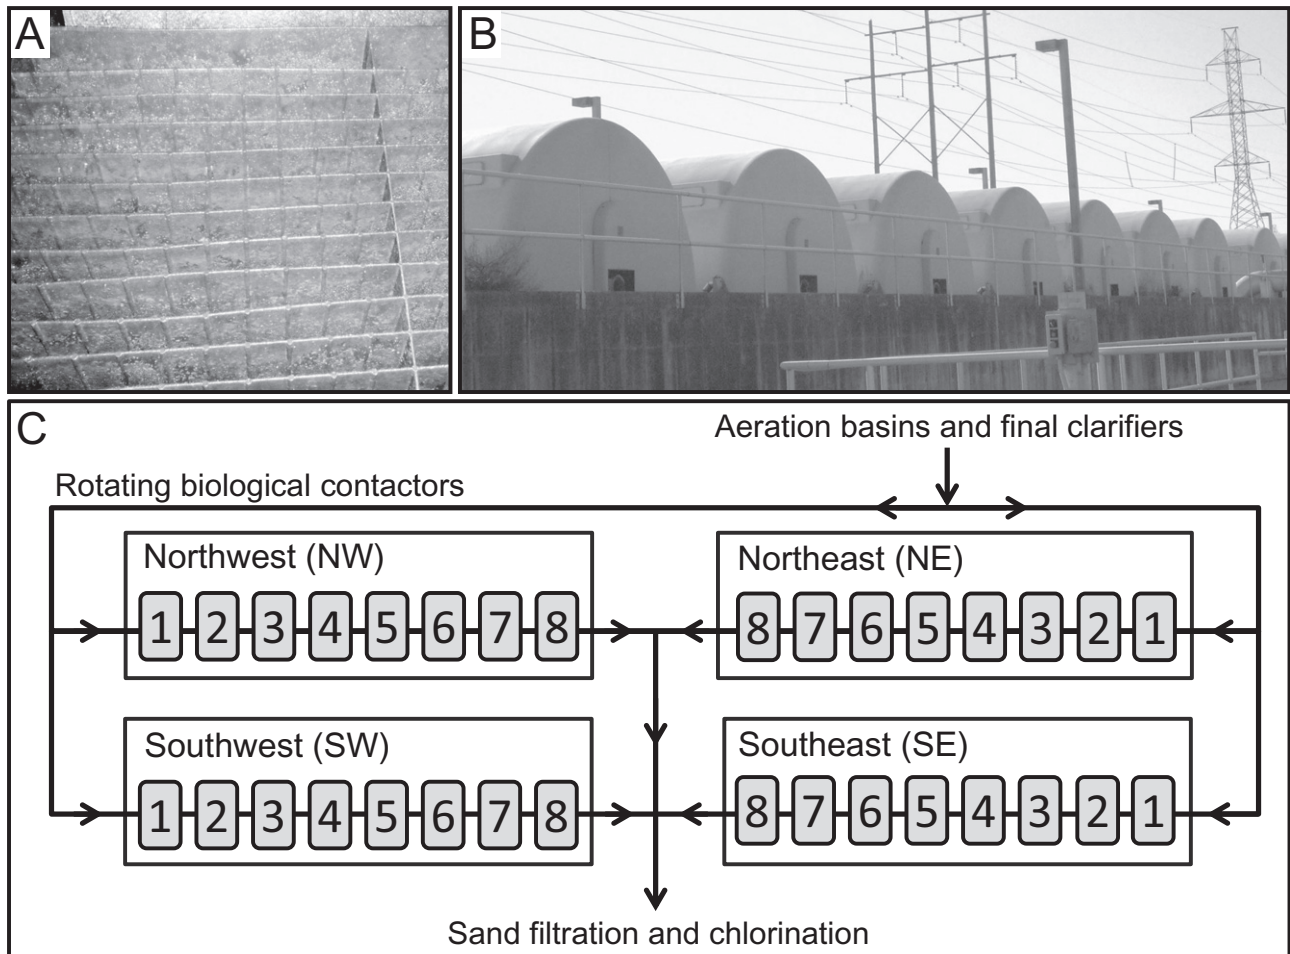 A
B
C
Aeration basins and final clarifiers
Rotating biological contactors
Northwest (NW)
1 2 3 4 5 6 7 8
Northeast (NE)
8 7 6 5 4 3 2 1
Southwest (SW)
1 2 3 4 5 6 7 8
Southeast (SE)
8 7 6 5 4 3 2 1
Sand filtration and chlorination